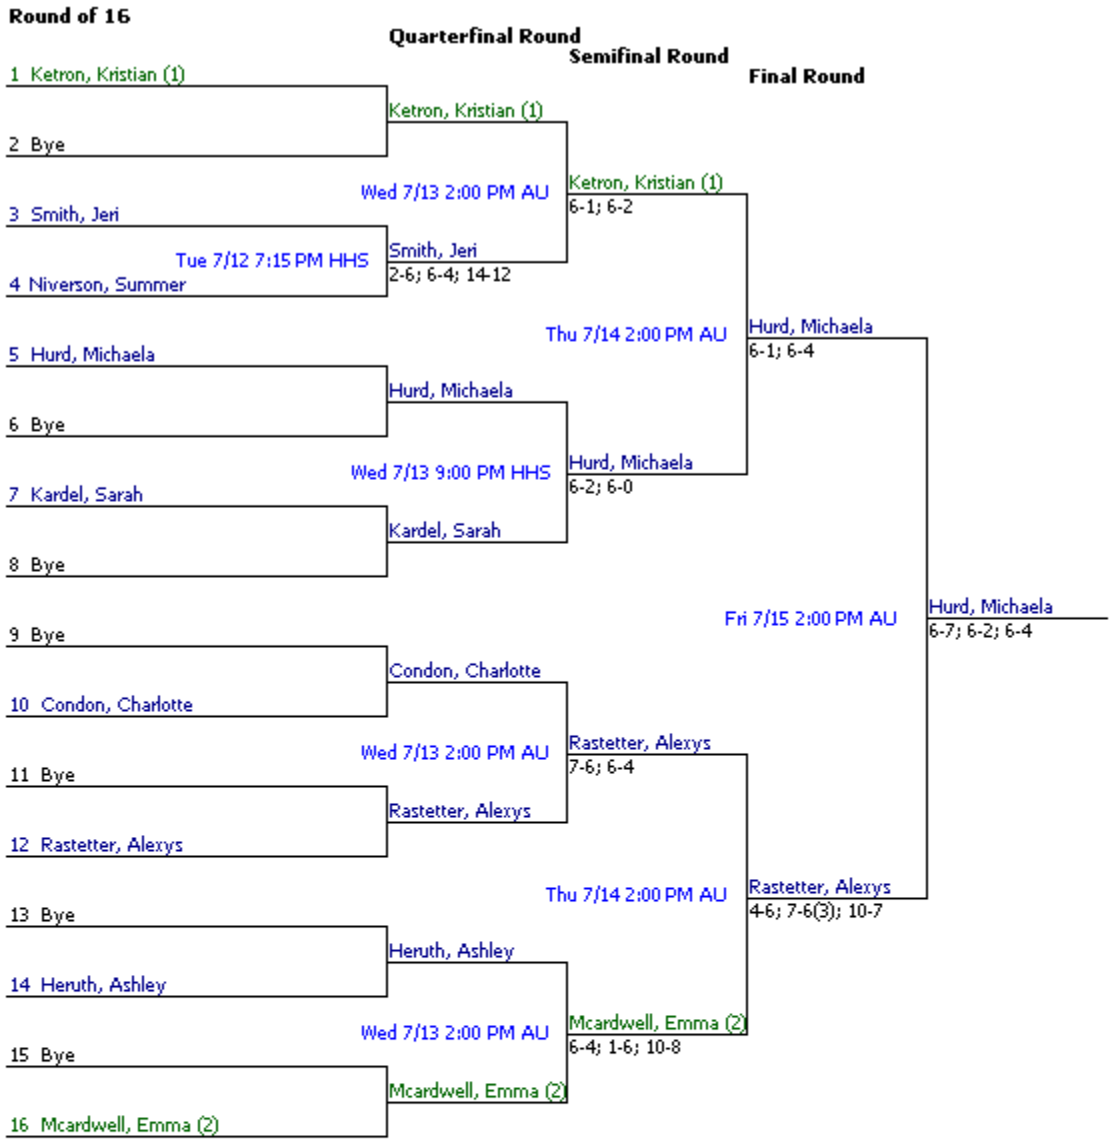 Round of 16
Quarterfinal Round
Semifinal Round
Final Round
1 Ketron, Kristian (1)
Ketron, Kristian (1)
2 Bye
Wed 7/13 2:00 PM AU
Ketron, Kristian (1)
6-1; 6-2
3 Smith, Jeri
Tue 7/12 7:15 PM HHS
Smith, Jeri
2-6; 6-4; 14-12
4 Niverson, Summer
Thu 7/14 2:00 PM AU
Hurd, Michaela
6-1; 6-4
5 Hurd, Michaela
Hurd, Michaela
6 Bye
Wed 7/13 9:00 PM HHS
Hurd, Michaela
6-2; 6-0
7 Kardel, Sarah
Kardel, Sarah
8 Bye
Fri 7/15 2:00 PM AU
Hurd, Michaela
6-7; 6-2; 6-4
9 Bye
Condon, Charlotte
10 Condon, Charlotte
Wed 7/13 2:00 PM AU
Rastetter, Alexys
7-6; 6-4
11 Bye
Rastetter, Alexys
12 Rastetter, Alexys
Thu 7/14 2:00 PM AU
Rastetter, Alexys
4-6; 7-6(3); 10-7
13 Bye
Heruth, Ashley
14 Heruth, Ashley
Wed 7/13 2:00 PM AU
Mcardwell, Emma (2)
6-4; 1-6; 10-8
15 Bye
Mcardwell, Emma (2)
16 Mcardwell, Emma (2)